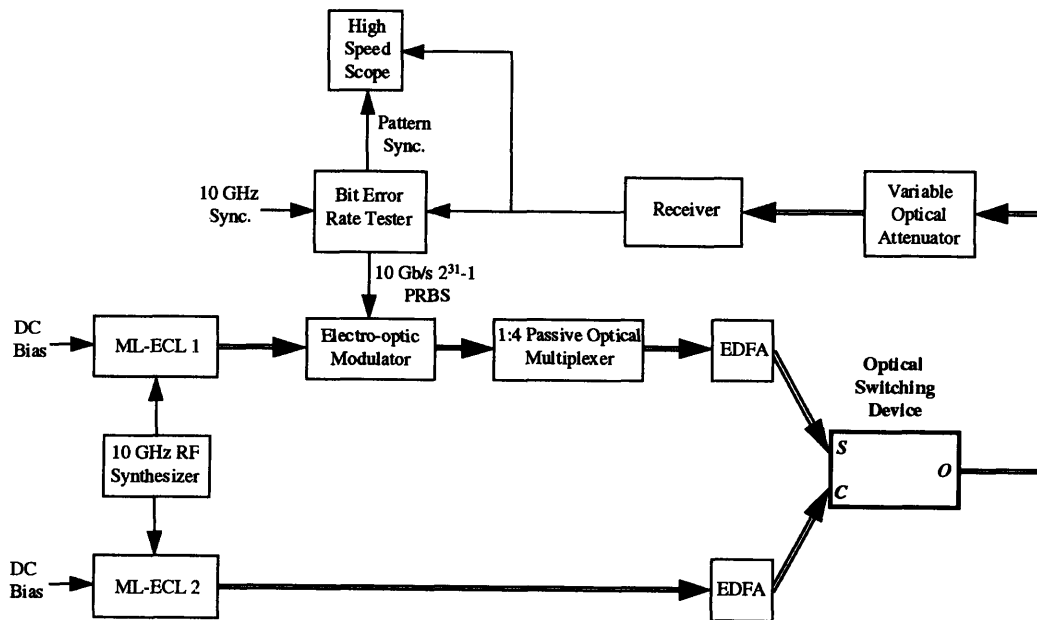 High
Speed
Scope
Pattern
Sync.
10 GHz
Sync.
Bit Error
Rate Tester
Receiver
Variable
Optical
Attenuator
10 Gb/s 2³¹-1
PRBS
DC
Bias
ML-ECL 1
Electro-optic
Modulator
1:4 Passive Optical
Multiplexer
EDFA
Optical
Switching
Device
10 GHz RF
Synthesizer
S
O
C
DC
Bias
ML-ECL 2
EDFA